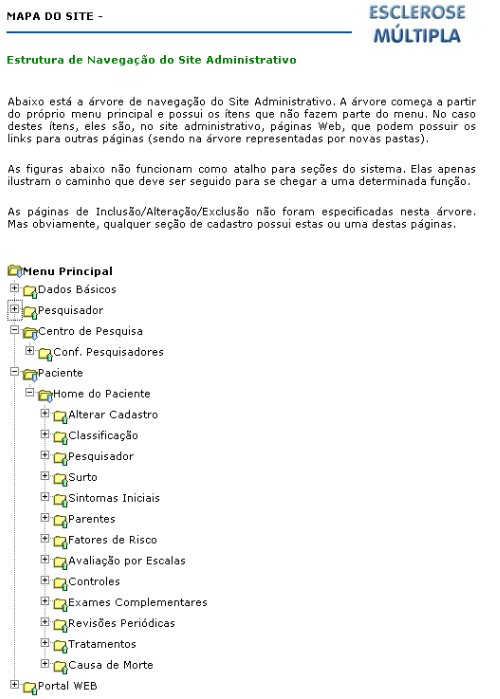 MAPA DO SITE -
ESCLEROSE
MÚLTIPLA
Estrutura de Navegação do Site Administrativo
Abaixo está a árvore de navegação do Site Administrativo. A árvore começa a partir
do próprio menu principal e possui os ítens que não fazem parte do menu. No caso
destes ítens, eles são, no site administrativo, páginas Web, que podem possuir os
links para outras páginas (sendo na árvore representadas por novas pastas).
As figuras abaixo não funcionam como atalho para seções do sistema. Elas apenas
ilustram o caminho que deve ser seguido para se chegar a uma determinada função.
As páginas de Inclusão/Alteração/Exclusão não foram especificadas nesta árvore.
Mas obviamente, qualquer seção de cadastro possui estas ou uma destas páginas.
Menu Principal
Dados Básicos
Pesquisador
Centro de Pesquisa
Conf. Pesquisadores
Paciente
Home do Paciente
Alterar Cadastro
Classificação
Pesquisador
Surto
Sintomas Iniciais
Parentes
Fatores de Risco
Avaliação por Escalas
Controles
Exames Complementares
Revisões Periódicas
Tratamentos
Causa de Morte
Portal WEB